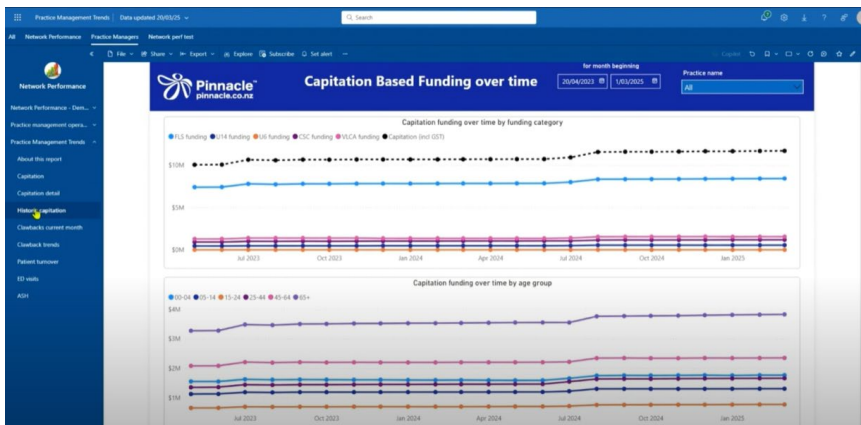 Practice Management Trends | Data updated 20/03/25
Search
All Network Performance Practice Managers Network perf test
File Share Export Explore Subscribe Set alert ...
Copilot
Network Performance
Network Performance - Dem...
Practice management opera...
Practice Management Trends
About this report
Capitation
Capitation detail
Historic capitation
Clawbacks current month
Clawback trends
Patient turnover
ED visits
ASH
Pinnacle™
pinnacle.co.nz
Capitation Based Funding over time
for month beginning
20/04/2023 1/03/2025
Practice name
All
Capitation funding over time by funding category
FLS funding U14 funding U6 funding CSC funding VLCA funding Capitation (incl GST)
$10M
$5M
$0M
Jul 2023 Oct 2023 Jan 2024 Apr 2024 Jul 2024 Oct 2024 Jan 2025
Capitation funding over time by age group
00-04 05-14 15-24 25-44 45-64 65+
$4M
$3M
$2M
$1M
Jul 2023 Oct 2023 Jan 2024 Apr 2024 Jul 2024 Oct 2024 Jan 2025